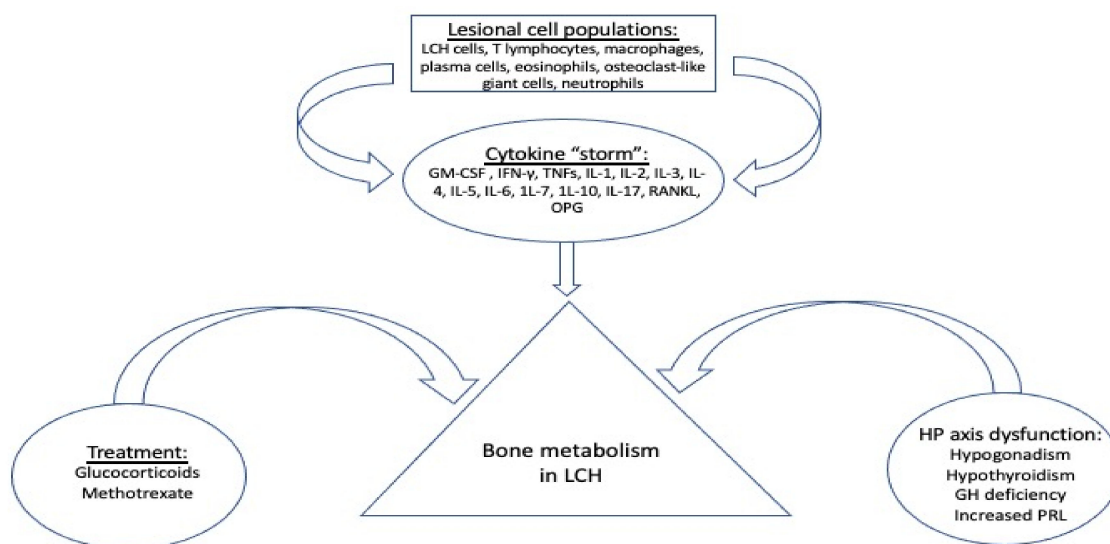 Lesional cell populations:
LCH cells, T lymphocytes, macrophages,
plasma cells, eosinophils, osteoclast-like
giant cells, neutrophils
Cytokine “storm”:
GM-CSF , IFN-γ, TNFs, IL-1, IL-2, IL-3, IL-
4, IL-5, IL-6, 1L-7, 1L-10, IL-17, RANKL,
OPG
Treatment:
Glucocorticoids
Methotrexate
Bone metabolism
in LCH
HP axis dysfunction:
Hypogonadism
Hypothyroidism
GH deficiency
Increased PRL